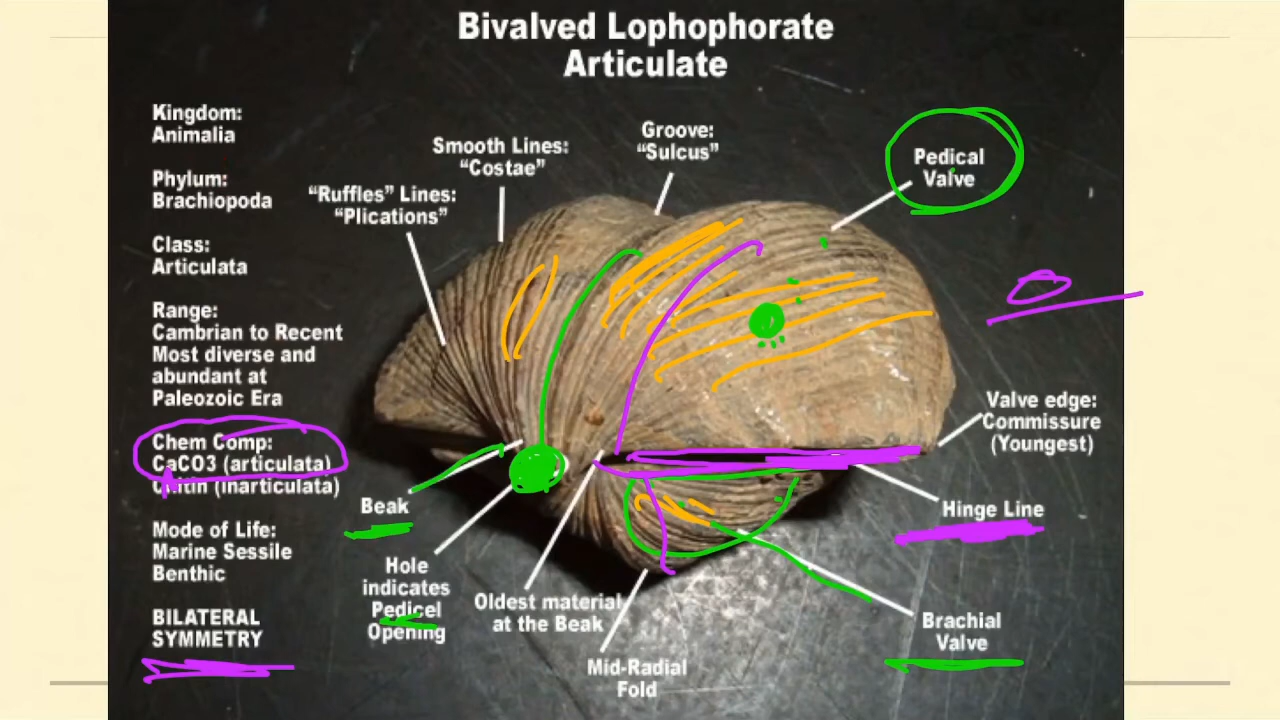 Bivalved Lophophorate
Articulate
Kingdom:
Animalia
Phylum:
Brachiopoda
Class:
Articulata
Range:
Cambrian to Recent
Most diverse and
abundant at
Paleozoic Era
Chem Comp:
CaCO3 (articulata)
Chitin (inarticulata)
Mode of Life:
Marine Sessile
Benthic
BILATERAL
SYMMETRY
“Ruffles” Lines:
“Plications”
Smooth Lines:
“Costae”
Groove:
“Sulcus”
Pedical
Valve
Valve edge:
Commissure
(Youngest)
Hinge Line
Brachial
Valve
Beak
Hole
indicates
Pedicel
Opening
Oldest material
at the Beak
Mid-Radial
Fold